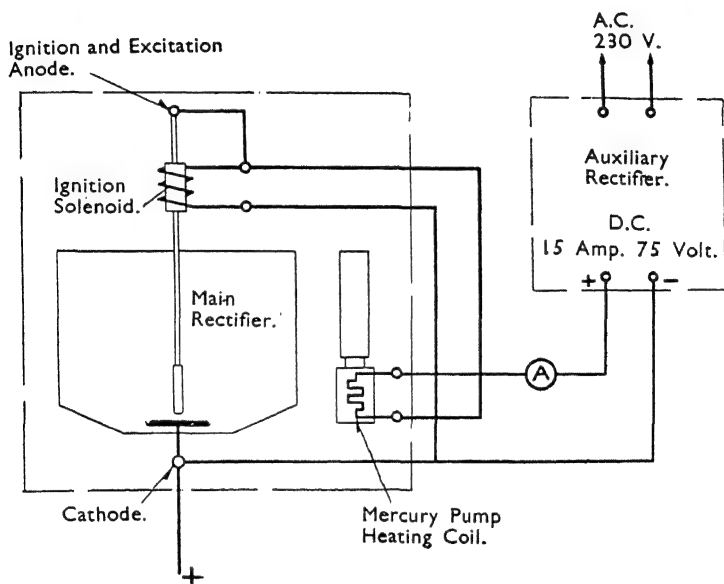 Ignition and Excitation
Anode.
A.C.
230 V.
Ignition
Solenoid.
Auxiliary
Rectifier.
D.C.
15 Amp. 75 Volt.
+ −
Main
Rectifier.
A
Cathode.
Mercury Pump
Heating Coil.
+